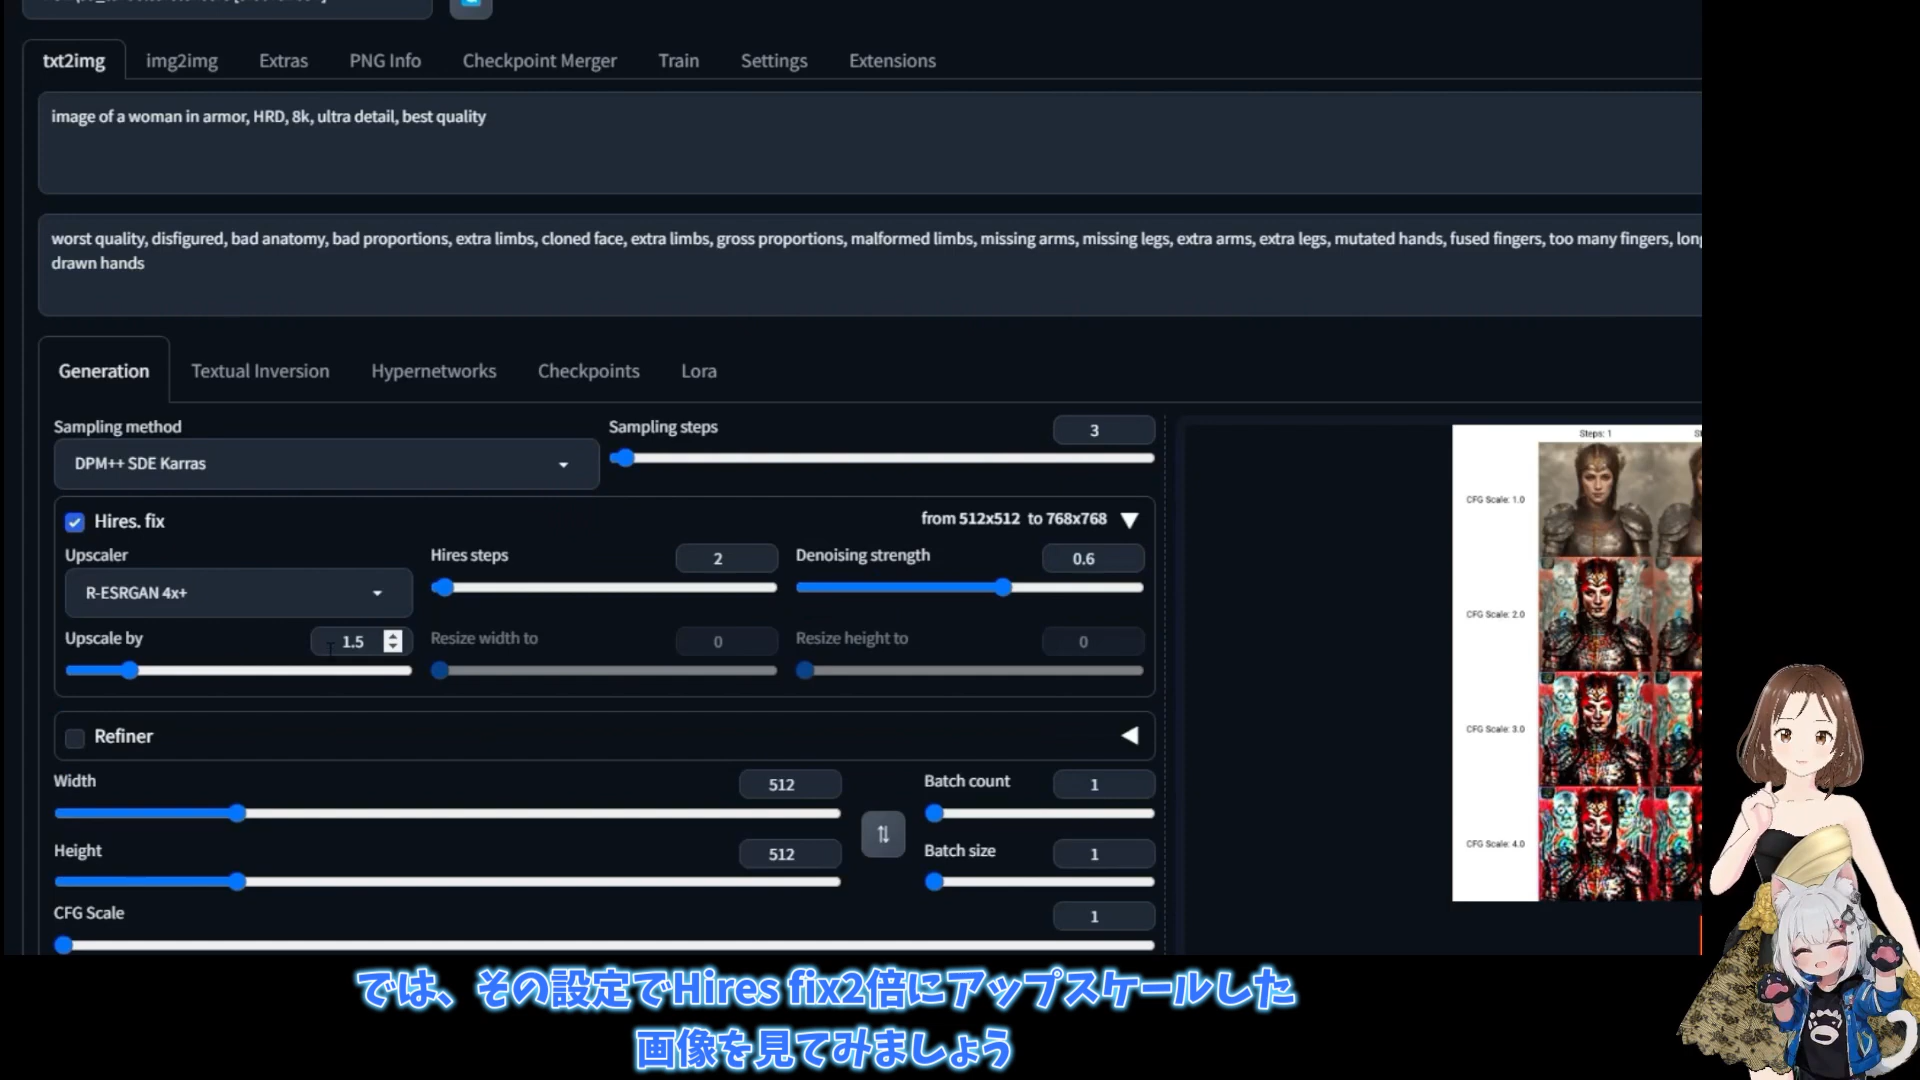 txt2img img2img Extras PNG Info Checkpoint Merger Train Settings Extensions
image of a woman in armor, HRD, 8k, ultra detail, best quality
worst quality, disfigured, bad anatomy, bad proportions, extra limbs, cloned face, extra limbs, gross proportions, malformed limbs, missing arms, missing legs, extra arms, extra legs, mutated hands, fused fingers, too many fingers,
drawn hands
Generation Textual Inversion Hypernetworks Checkpoints Lora
Sampling method
DPM++ SDE Karras
Sampling steps 3
Hires. fix
from 512x512 to 768x768
Upscaler
R-ESRGAN 4x+
Hires steps 2
Denoising strength 0.6
Upscale by 1.5
Resize width to 0
Resize height to 0
Refiner
Width 512
Batch count 1
Height 512
Batch size 1
CFG Scale 1
Steps: 1
CFG Scale: 1.0
CFG Scale: 2.0
CFG Scale: 3.0
CFG Scale: 4.0
では、その設定でHires fix2倍にアップスケールした
画像を見てみましょう